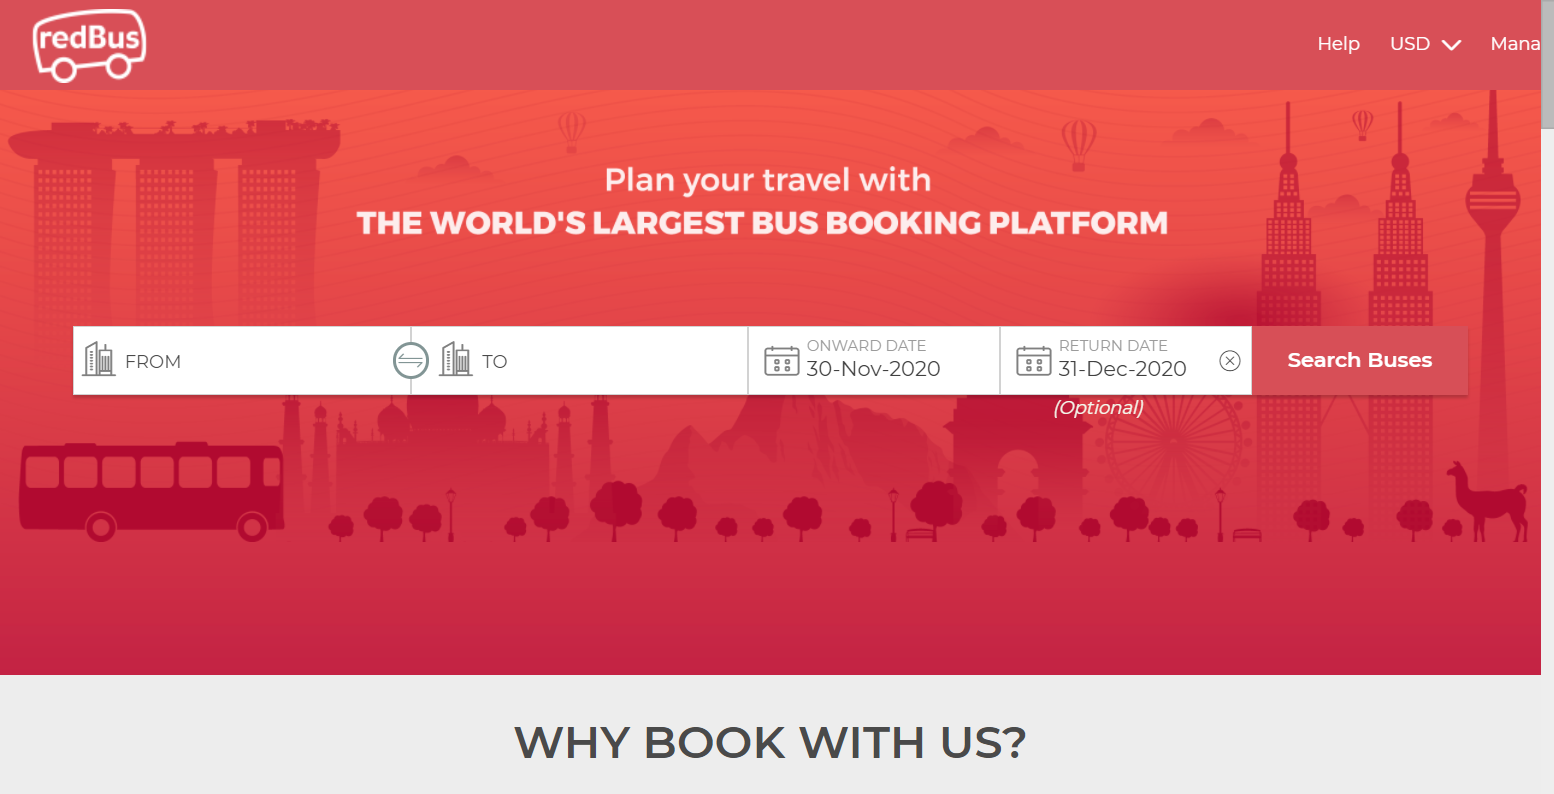 redBus
Help USD Mana
Plan your travel with
THE WORLD'S LARGEST BUS BOOKING PLATFORM
FROM
TO
ONWARD DATE
30-Nov-2020
RETURN DATE
31-Dec-2020
(Optional)
Search Buses
WHY BOOK WITH US?